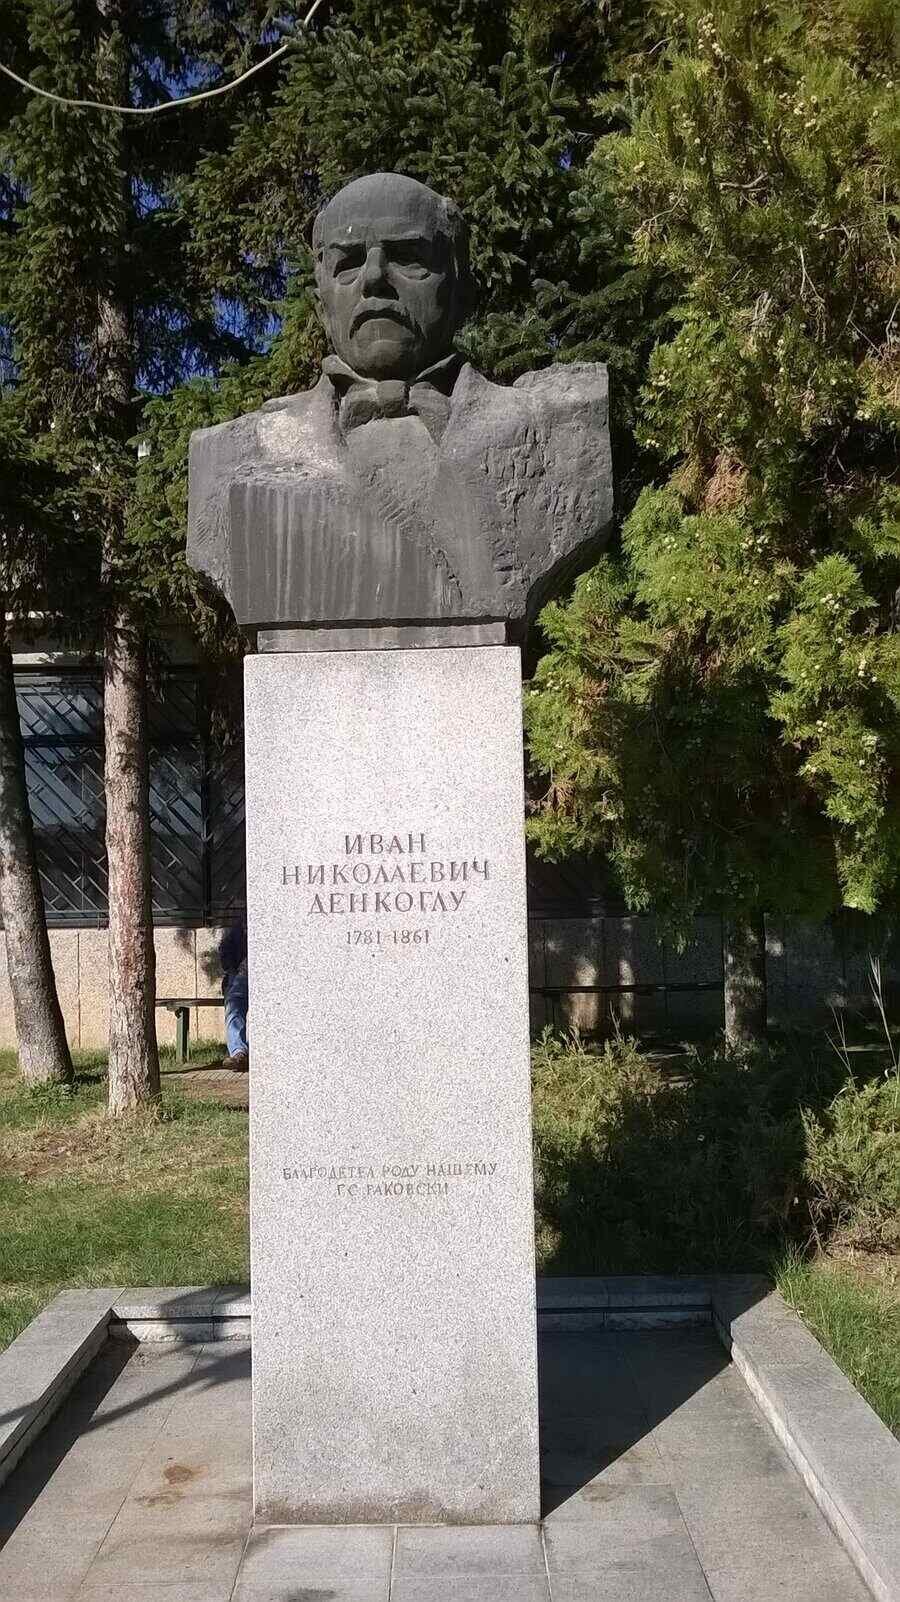 ИВАН
НИКОЛАЕВИЧ
ДЕНКОГЛУ
1781-1861
БЛАГОДЕТЕЛ РОДУ НАШЕМУ
Г.С. РАКОВСКИ